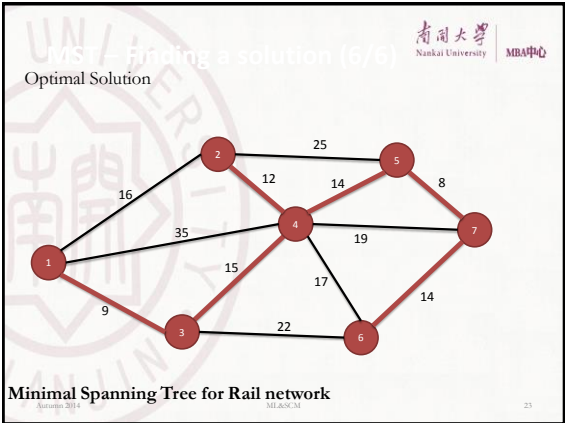 MST – Finding a solution (6/6)
南开大学
Nankai University
MBA中心
Optimal Solution
25
2
5
12
14
8
16
4
7
35
19
1
15
17
14
9
22
3
6
Minimal Spanning Tree for Rail network
Autumn 2014
ML&SCM
23